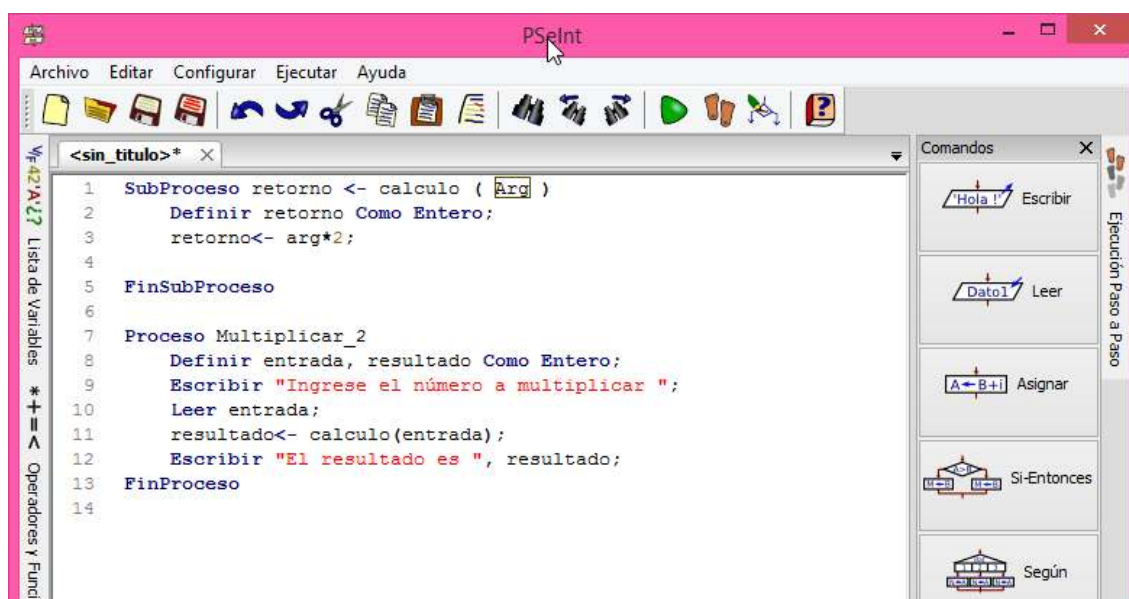 PSeInt
Archivo Editar Configurar Ejecutar Ayuda
<sin_titulo>*
1 SubProceso retorno <- calculo ( Arg )
2 Definir retorno Como Entero;
3 retorno<- arg*2;
4
5 FinSubProceso
6
7 Proceso Multiplicar_2
8 Definir entrada, resultado Como Entero;
9 Escribir "Ingrese el número a multiplicar ";
10 Leer entrada;
11 resultado<- calculo(entrada);
12 Escribir "El resultado es ", resultado;
13 FinProceso
14
42'A'¿? Lista de Variables
*+=< Operadores y Funci
Comandos
'Hola !' Escribir
Dato1 Leer
A←B+i Asignar
A>B Si-Entonces
Según
Ejecución Paso a Paso